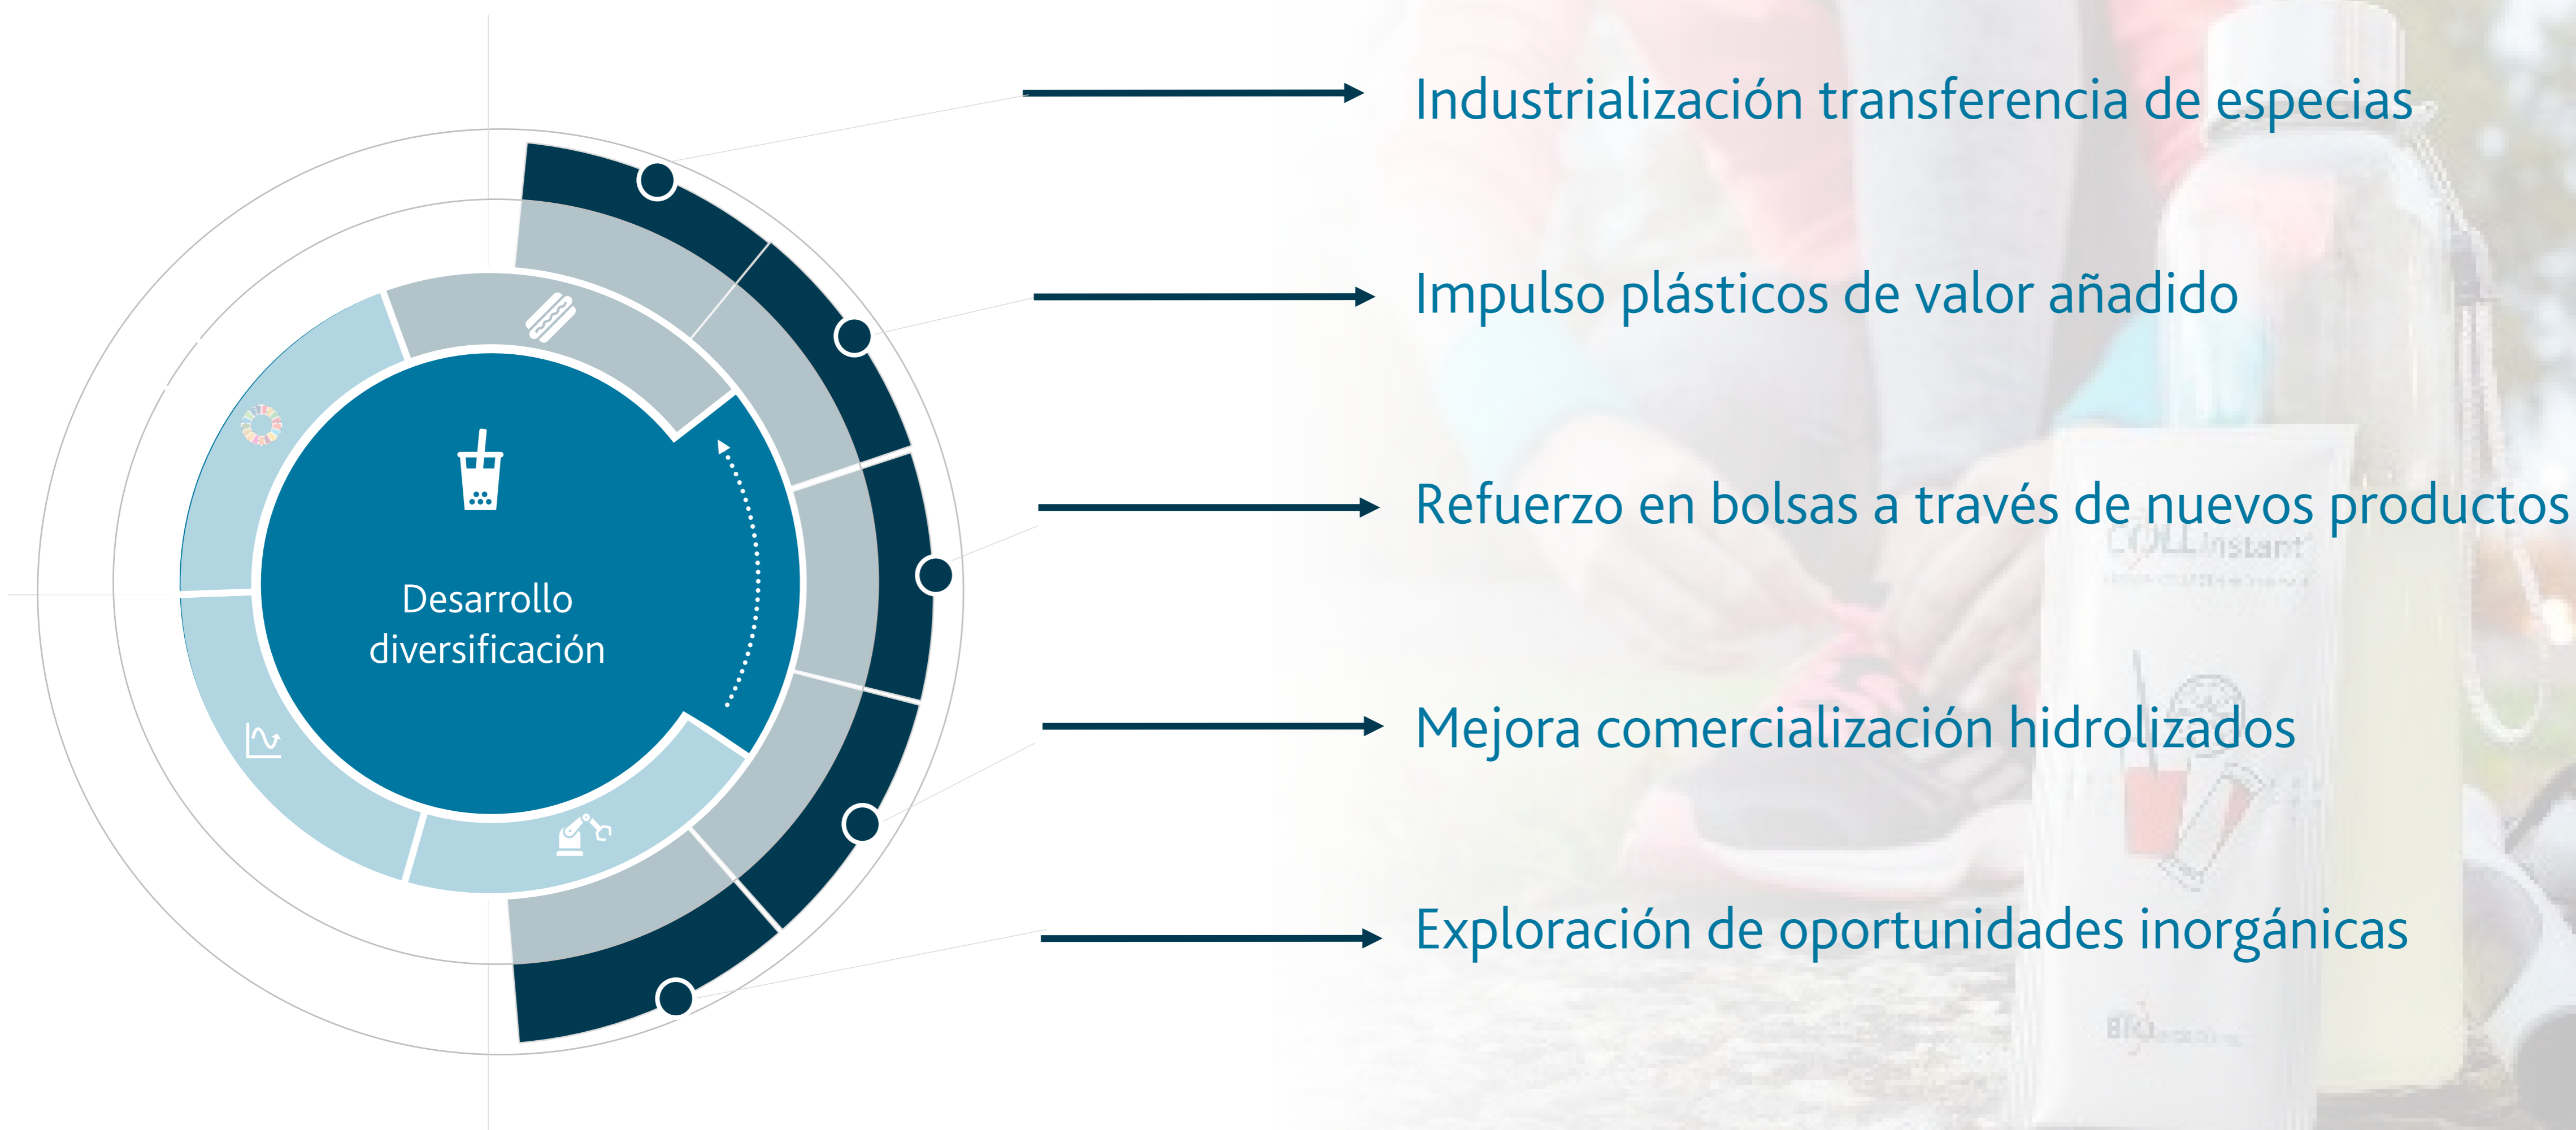 Industrialización transferencia de especias
Impulso plásticos de valor añadido
Refuerzo en bolsas a través de nuevos productos
COLLinstant
Desarrollo
diversificación
Mejora comercialización hidrolizados
Exploración de oportunidades inorgánicas